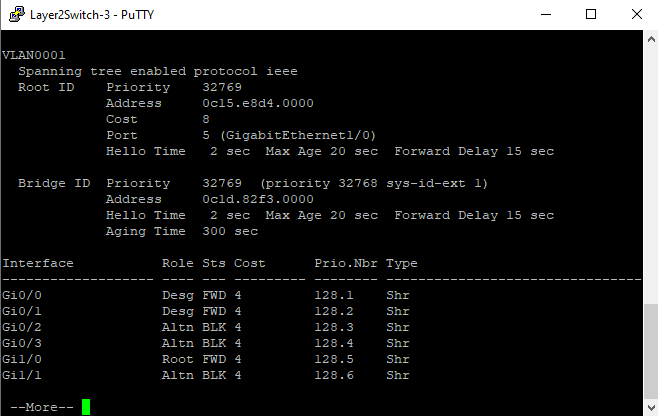 Layer2Switch-3 - PuTTY
VLAN0001
  Spanning tree enabled protocol ieee
  Root ID    Priority    32769
             Address     0c15.e8d4.0000
             Cost        8
             Port        5 (GigabitEthernet1/0)
             Hello Time   2 sec  Max Age 20 sec  Forward Delay 15 sec
  Bridge ID  Priority    32769  (priority 32768 sys-id-ext 1)
             Address     0c1d.82f3.0000
             Hello Time   2 sec  Max Age 20 sec  Forward Delay 15 sec
             Aging Time  300 sec
Interface           Role Sts Cost      Prio.Nbr Type
------------------- ---- --- --------- -------- --------------------------------
Gi0/0               Desg FWD 4         128.1    Shr
Gi0/1               Desg FWD 4         128.2    Shr
Gi0/2               Altn BLK 4         128.3    Shr
Gi0/3               Altn BLK 4         128.4    Shr
Gi1/0               Root FWD 4         128.5    Shr
Gi1/1               Altn BLK 4         128.6    Shr
 --More--